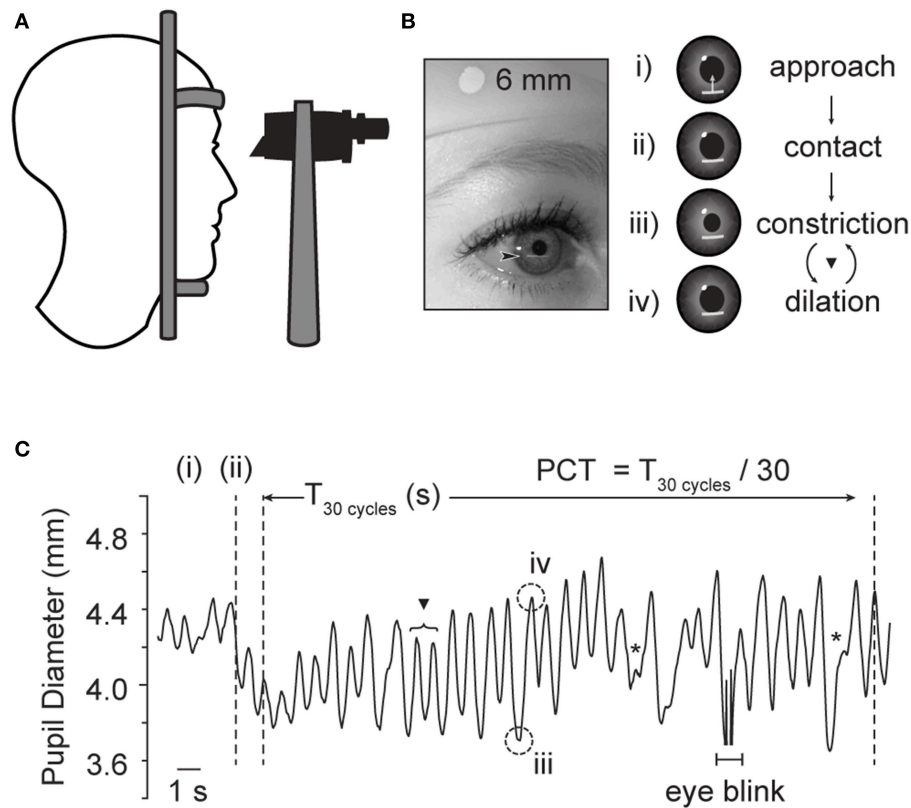 A
B
6 mm
i) approach
ii) contact
iii) constriction
▼
iv) dilation
C
(i) (ii) T30 cycles (s) PCT = T30 cycles / 30
Pupil Diameter (mm)
4.8
4.4
4.0
3.6
▼
iv
*
*
iii
1 s
eye blink